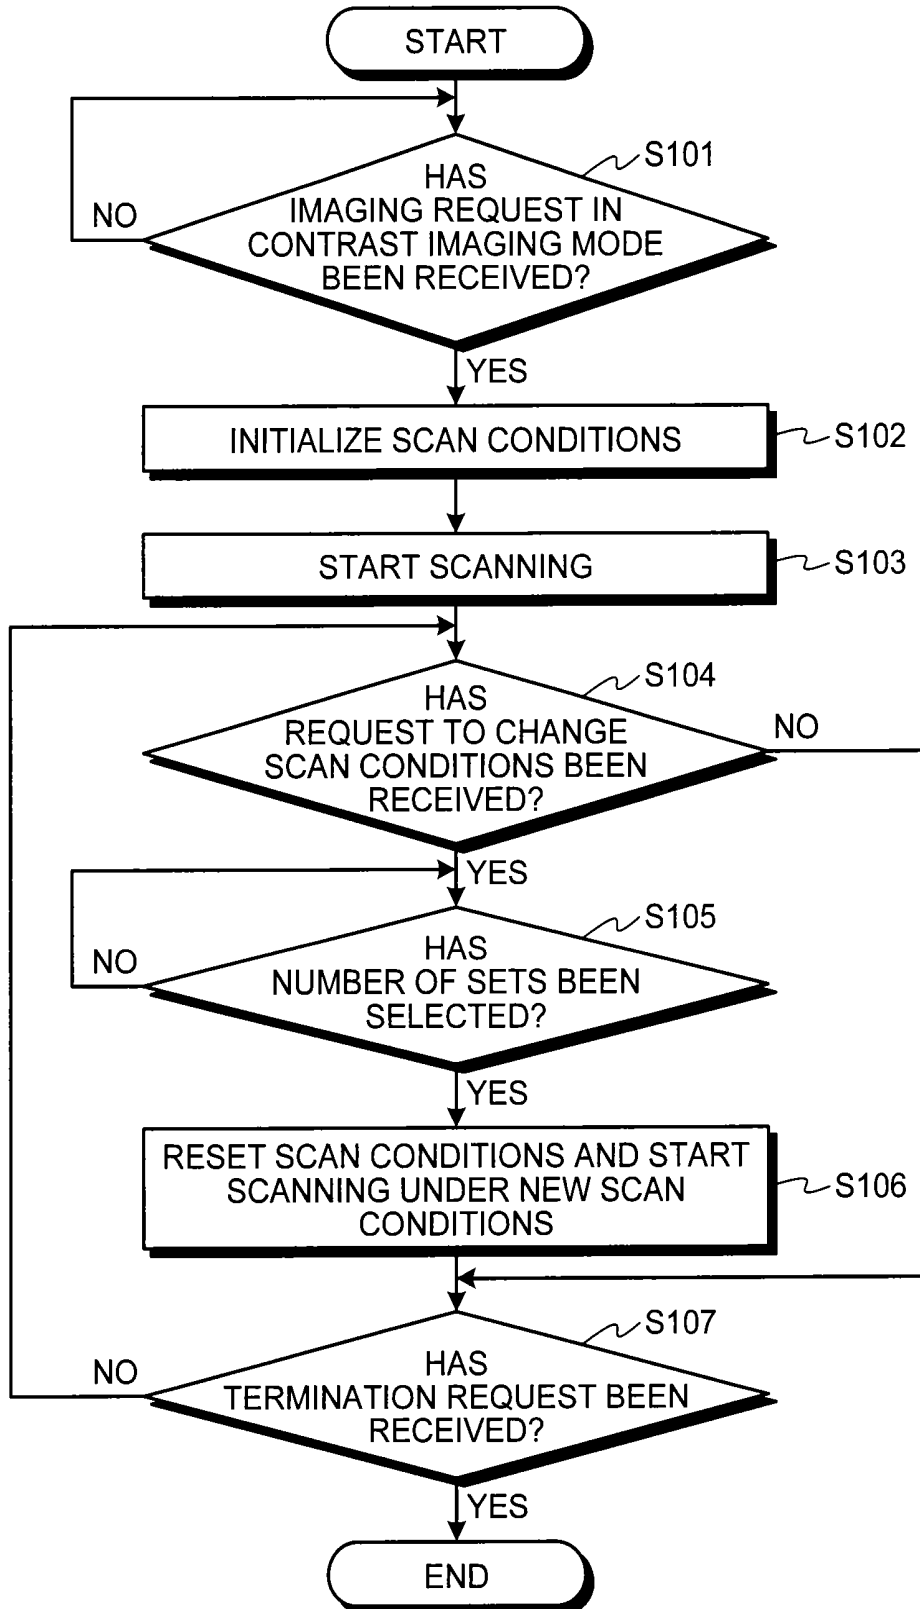 START
S101
HAS
IMAGING REQUEST IN
CONTRAST IMAGING MODE
BEEN RECEIVED?
NO
YES
INITIALIZE SCAN CONDITIONS
S102
START SCANNING
S103
S104
HAS
REQUEST TO CHANGE
SCAN CONDITIONS BEEN
RECEIVED?
NO
YES
S105
HAS
NUMBER OF SETS BEEN
SELECTED?
NO
YES
RESET SCAN CONDITIONS AND START
SCANNING UNDER NEW SCAN
CONDITIONS
S106
S107
HAS
TERMINATION REQUEST BEEN
RECEIVED?
NO
YES
END